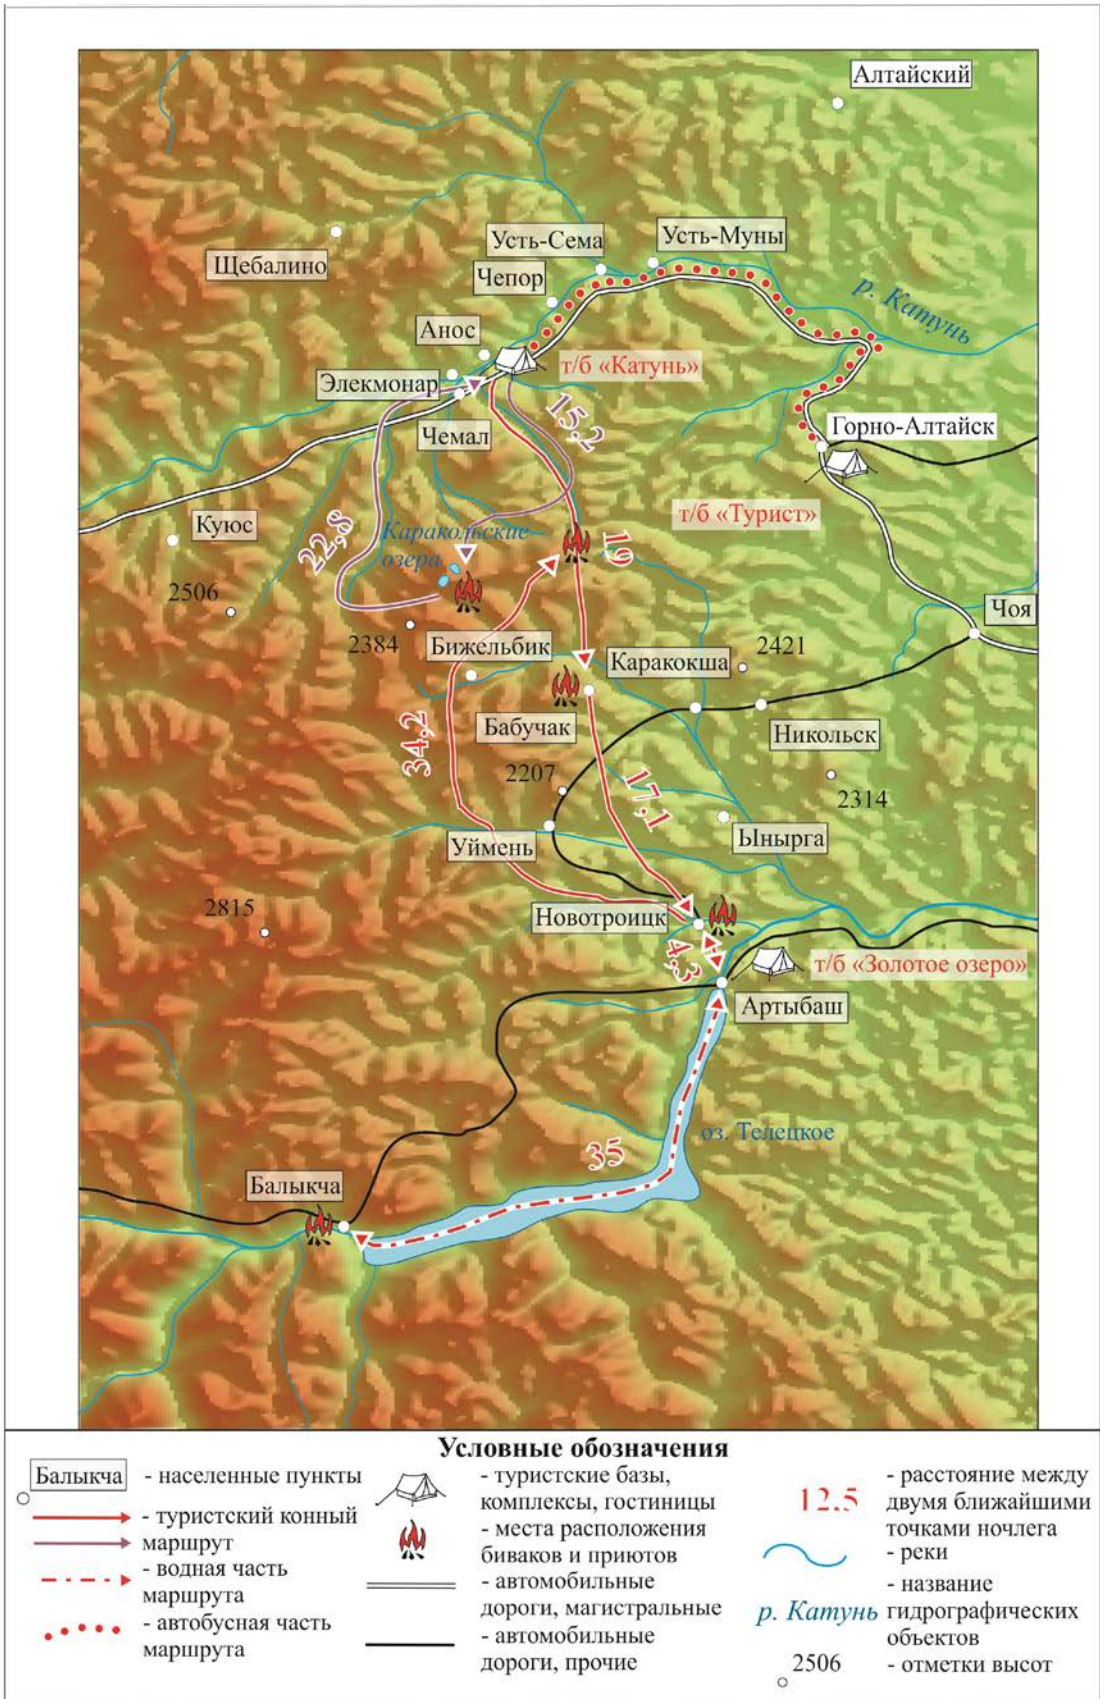 Алтайский
Усть-Сема
Усть-Муны
Щебалино
Чепор
р. Катунь
Анос
т/б «Катунь»
Элекмонар
15,2
Чемал
Горно-Алтайск
Куюс
22,8
Каракольские
озера
19
т/б «Турист»
2506
Чоя
2384
Бижельбик
Каракокша
2421
34,2
Бабучак
Никольск
2207
17,1
2314
Уймень
Ынырга
2815
Новотроицк
4,3
т/б «Золотое озеро»
Артыбаш
оз. Телецкое
35
Балыкча
Условные обозначения
Балыкча
- населенные пункты
- туристский конный
маршрут
- водная часть
маршрута
- автобусная часть
маршрута
- туристские базы,
комплексы, гостиницы
- места расположения
биваков и приютов
- автомобильные
дороги, магистральные
- автомобильные
дороги, прочие
12.5
- расстояние между
двумя ближайшими
точками ночлега
- реки
р. Катунь
- название
гидрографических
объектов
2506
- отметки высот